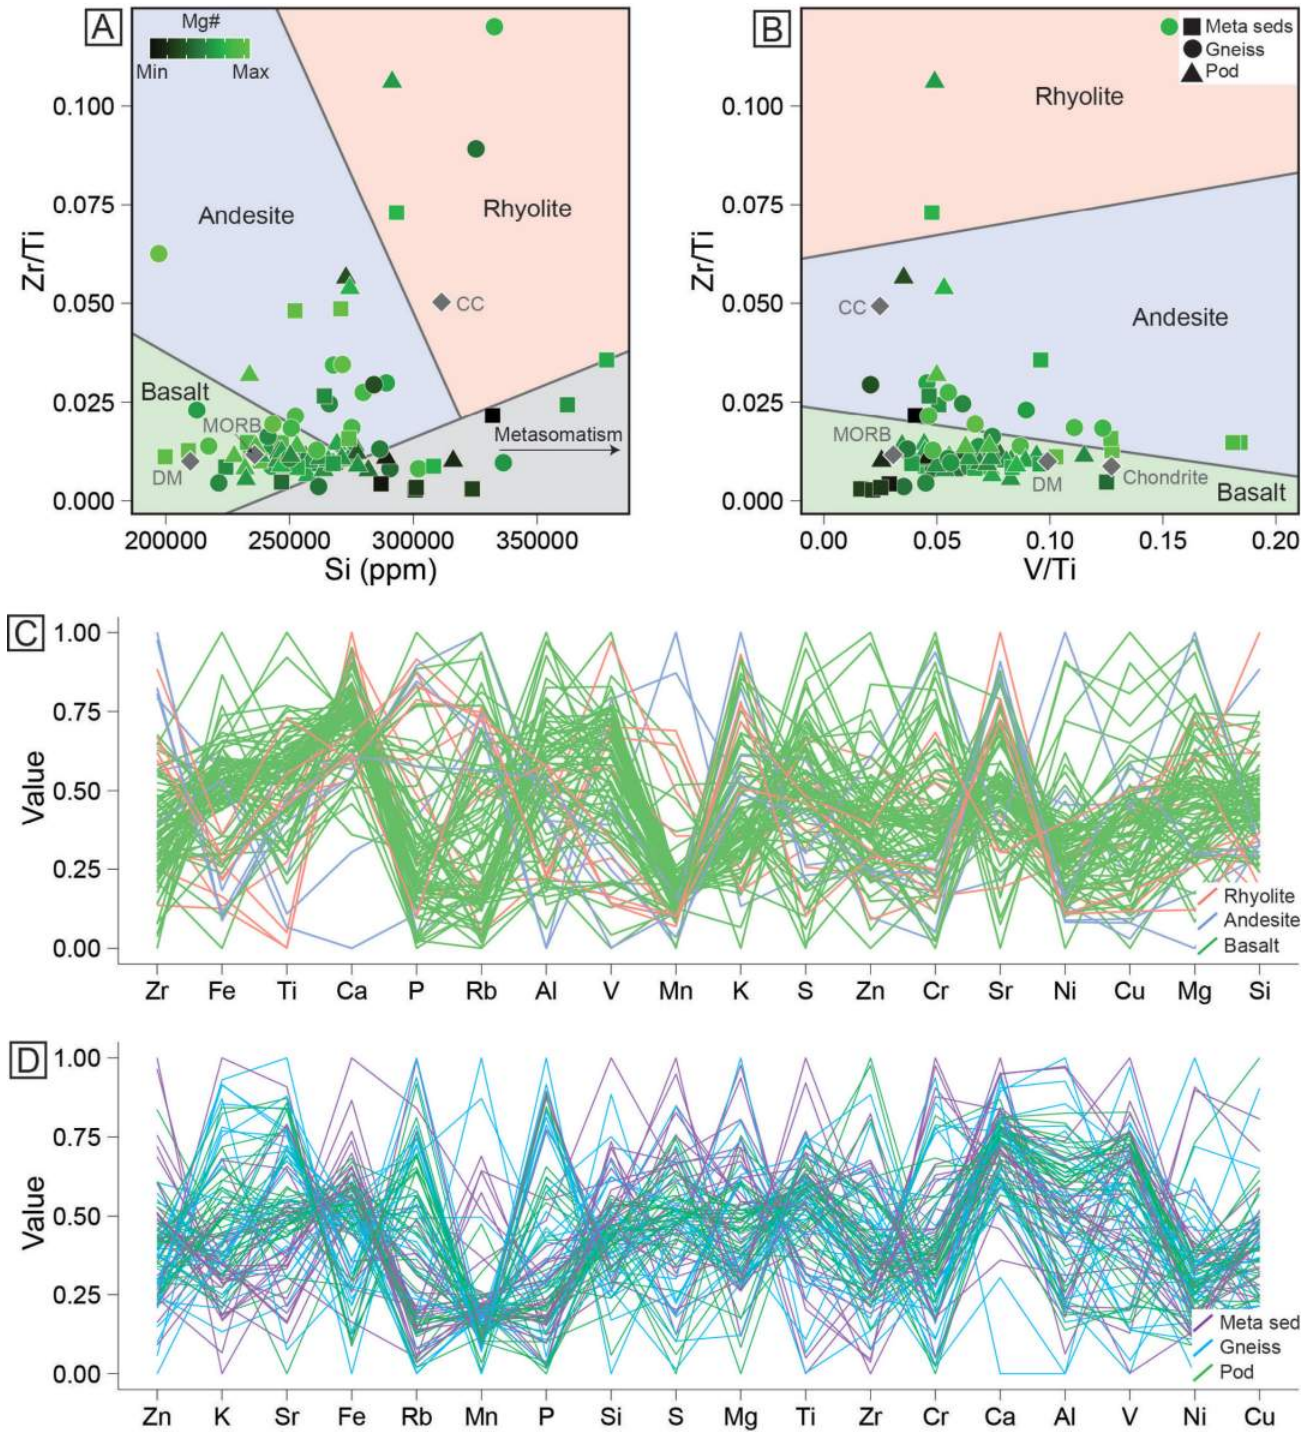 A
Mg#
Min Max
Andesite
Rhyolite
CC
Basalt
MORB
DM
Metasomatism
Zr/Ti
0.100
0.075
0.050
0.025
0.000
200000 250000 300000 350000
Si (ppm)
B
Meta seds
Gneiss
Pod
Rhyolite
CC
Andesite
MORB
DM
Chondrite
Basalt
Zr/Ti
0.100
0.075
0.050
0.025
0.000
0.00 0.05 0.10 0.15 0.20
V/Ti
C
Value
1.00
0.75
0.50
0.25
0.00
Rhyolite
Andesite
Basalt
Zr Fe Ti Ca P Rb Al V Mn K S Zn Cr Sr Ni Cu Mg Si
D
Value
1.00
0.75
0.50
0.25
0.00
Meta sed
Gneiss
Pod
Zn K Sr Fe Rb Mn P Si S Mg Ti Zr Cr Ca Al V Ni Cu